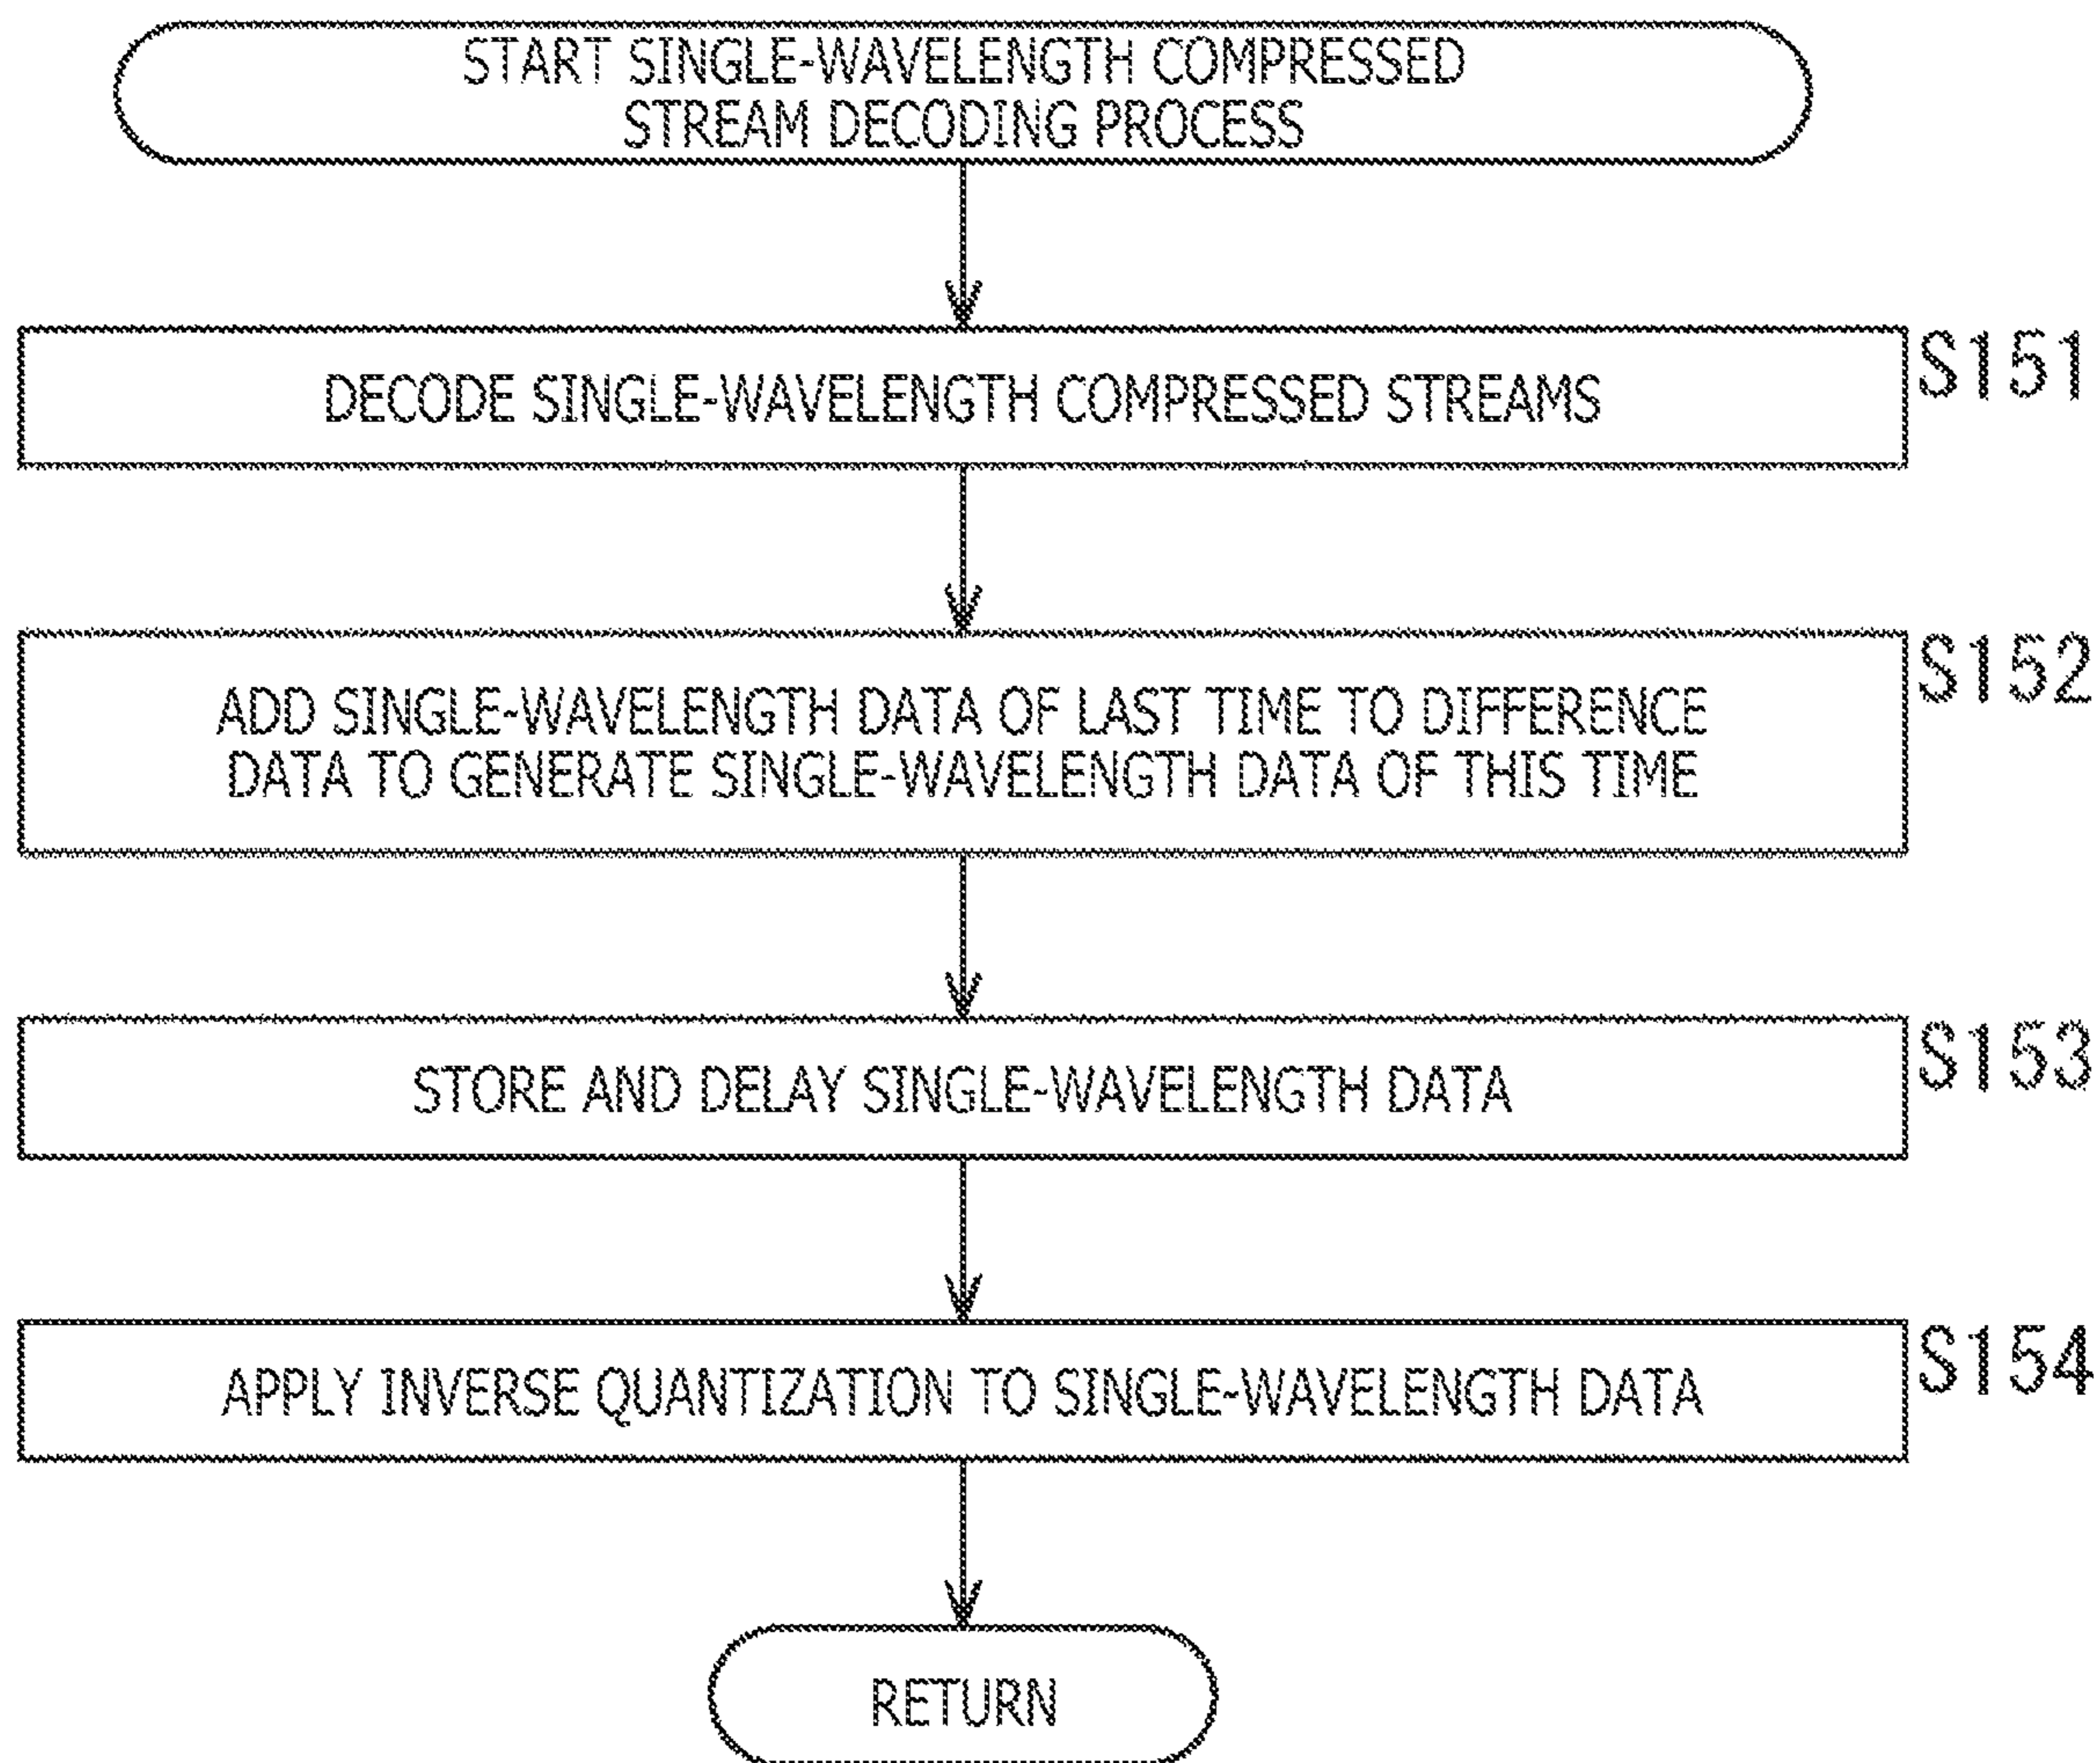 START SINGLE-WAVELENGTH COMPRESSED
STREAM DECODING PROCESS
DECODE SINGLE-WAVELENGTH COMPRESSED STREAMS
S151
ADD SINGLE-WAVELENGTH DATA OF LAST TIME TO DIFFERENCE
DATA TO GENERATE SINGLE-WAVELENGTH DATA OF THIS TIME
S152
STORE AND DELAY SINGLE-WAVELENGTH DATA
S153
APPLY INVERSE QUANTIZATION TO SINGLE-WAVELENGTH DATA
S154
RETURN